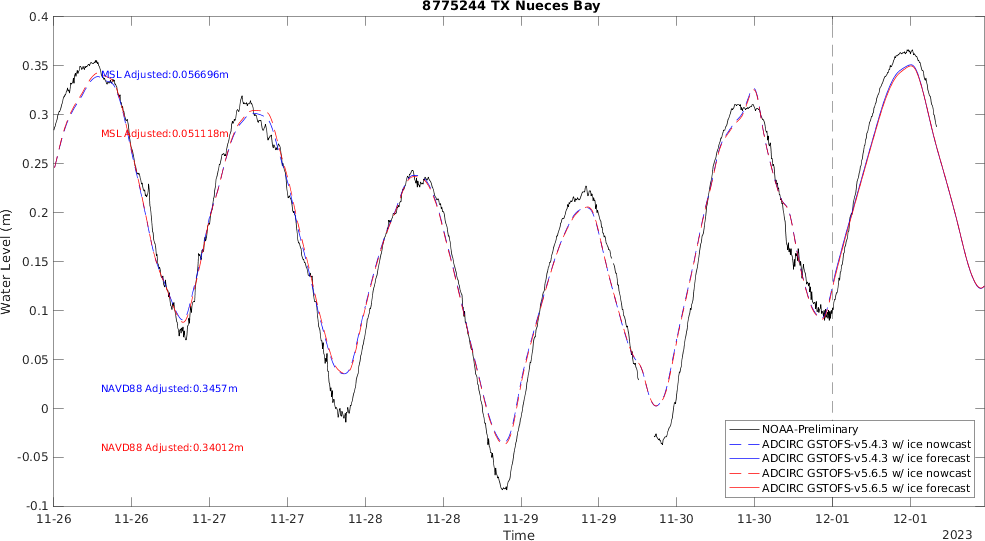 8775244 TX Nueces Bay
0.4
0.35
0.3
0.25
0.2
0.15
0.1
0.05
0
-0.05
-0.1
Water Level (m)
MSL Adjusted:0.056696m
MSL Adjusted:0.051118m
NAVD88 Adjusted:0.3457m
NAVD88 Adjusted:0.34012m
NOAA-Preliminary
ADCIRC GSTOFS-v5.4.3 w/ ice nowcast
ADCIRC GSTOFS-v5.4.3 w/ ice forecast
ADCIRC GSTOFS-v5.6.5 w/ ice nowcast
ADCIRC GSTOFS-v5.6.5 w/ ice forecast
11-26 11-26 11-27 11-27 11-28 11-28 11-29 11-29 11-30 11-30 12-01 12-01
Time
2023